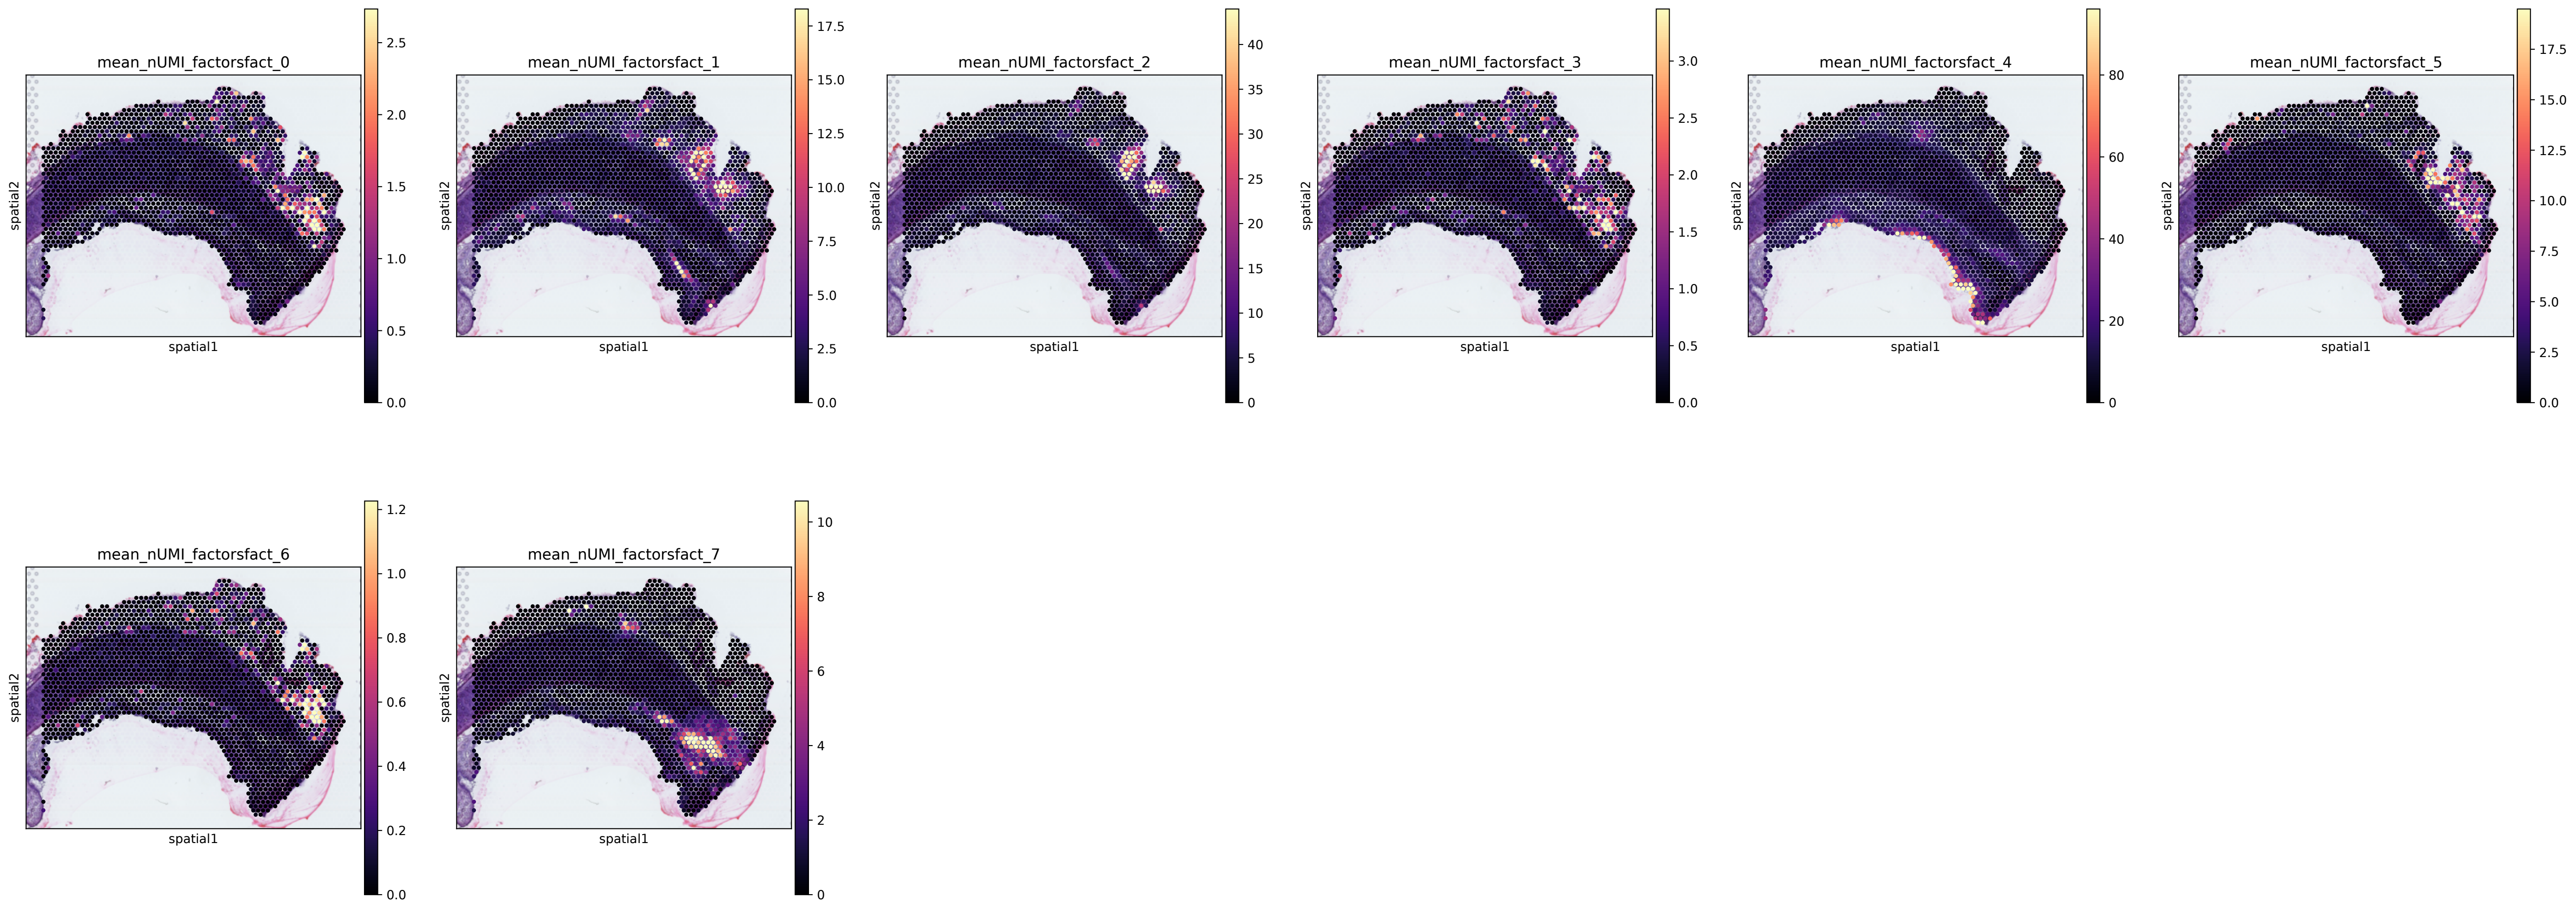 mean_nUMI_factorsfact_0
spatial2
spatial1
2.5
2.0
1.5
1.0
0.5
0.0
mean_nUMI_factorsfact_1
spatial2
spatial1
17.5
15.0
12.5
10.0
7.5
5.0
2.5
0.0
mean_nUMI_factorsfact_2
spatial2
spatial1
40
35
30
25
20
15
10
5
0
mean_nUMI_factorsfact_3
spatial2
spatial1
3.0
2.5
2.0
1.5
1.0
0.5
0.0
mean_nUMI_factorsfact_4
spatial2
spatial1
80
60
40
20
0
mean_nUMI_factorsfact_5
spatial2
spatial1
17.5
15.0
12.5
10.0
7.5
5.0
2.5
0.0
mean_nUMI_factorsfact_6
spatial2
spatial1
1.2
1.0
0.8
0.6
0.4
0.2
0.0
mean_nUMI_factorsfact_7
spatial2
spatial1
10
8
6
4
2
0